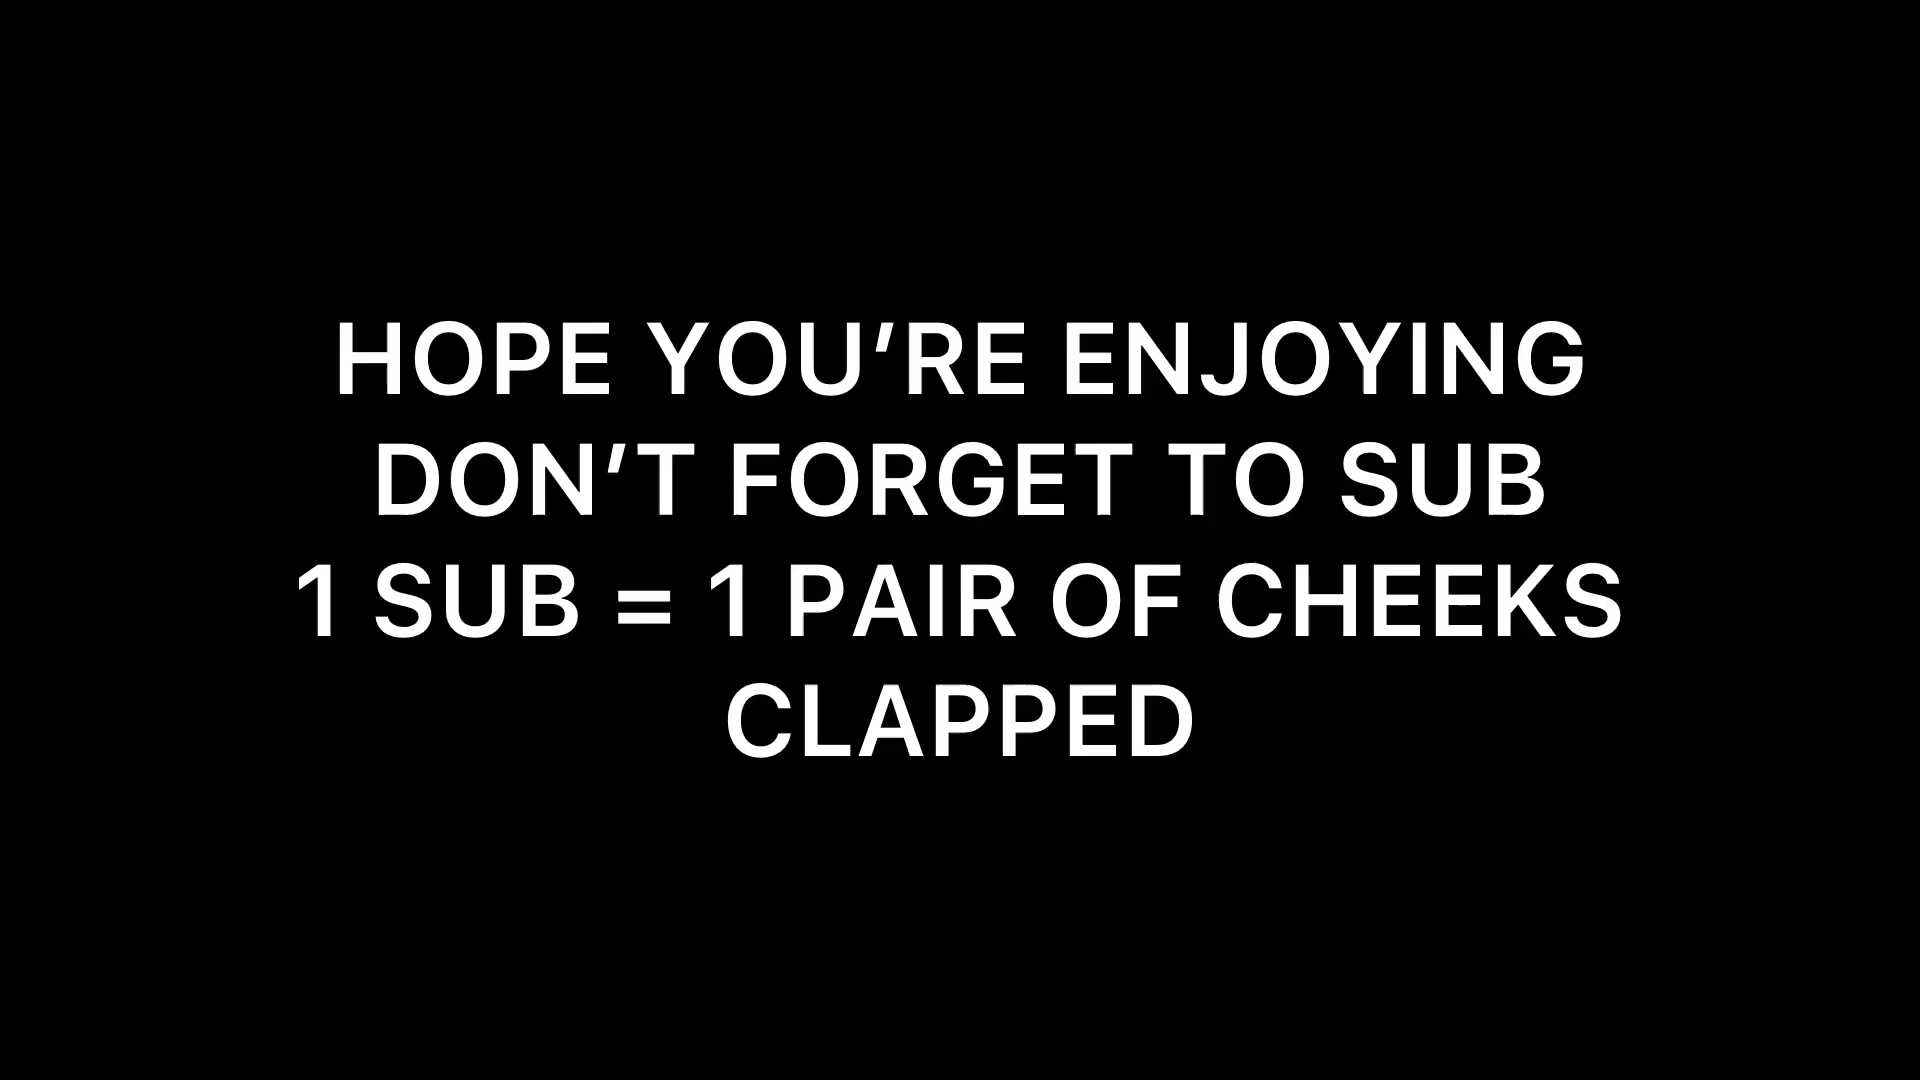 HOPE YOU’RE ENJOYING
DON’T FORGET TO SUB
1 SUB = 1 PAIR OF CHEEKS
CLAPPED